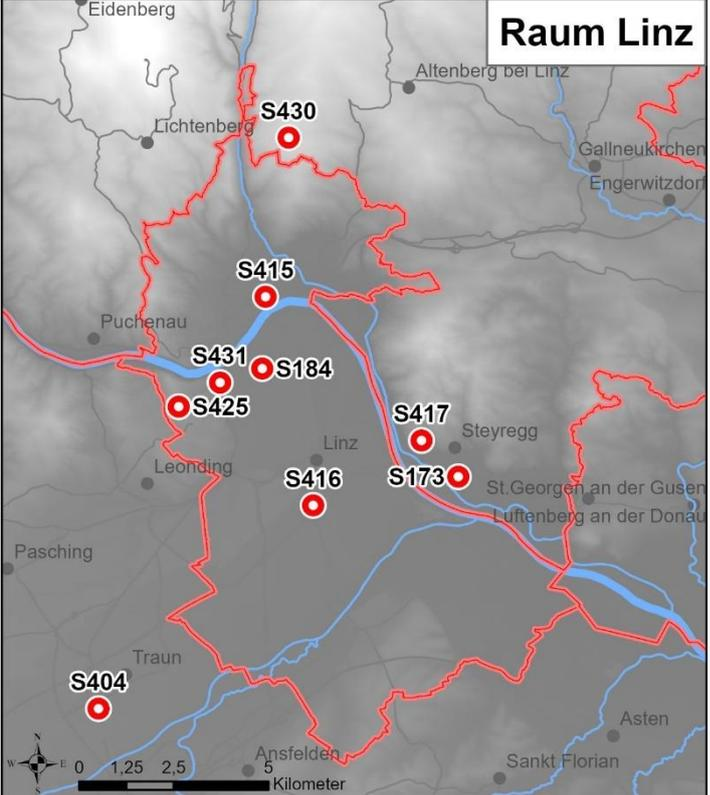 Eidenberg
Raum Linz
Altenberg bei Linz
S430
Lichtenberg
Gallneukirchen
Engerwitzdorf
S415
Puchenau
S431
S184
S425
S417
Steyregg
Linz
Leonding
S173
S416
St.Georgen an der Gusen
Luftenberg an der Donau
Pasching
Traun
S404
Asten
N
W E
S
Ansfelden
Sankt Florian
0 1,25 2,5 5
Kilometer